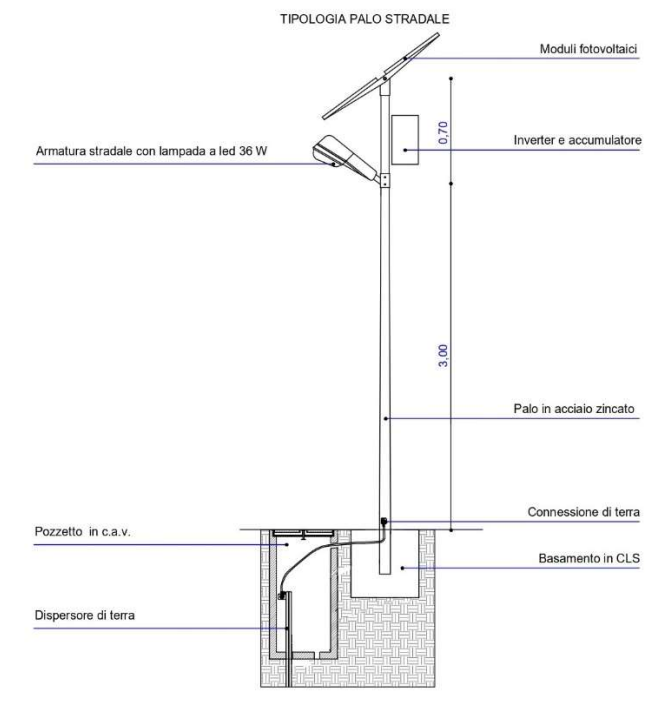 TIPOLOGIA PALO STRADALE
Moduli fotovoltaici
0,70
Inverter e accumulatore
Armatura stradale con lampada a led 36 W
3,00
Palo in acciaio zincato
Connessione di terra
Pozzetto in c.a.v.
Basamento in CLS
Dispersore di terra